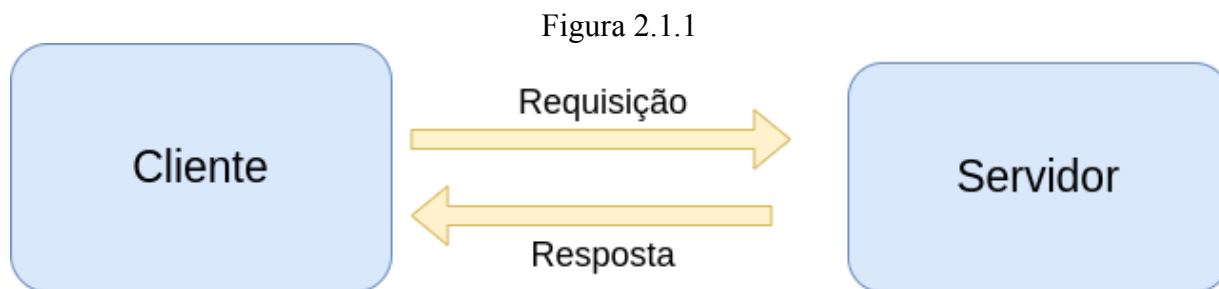 Figura 2.1.1
Requisição
Cliente
Servidor
Resposta